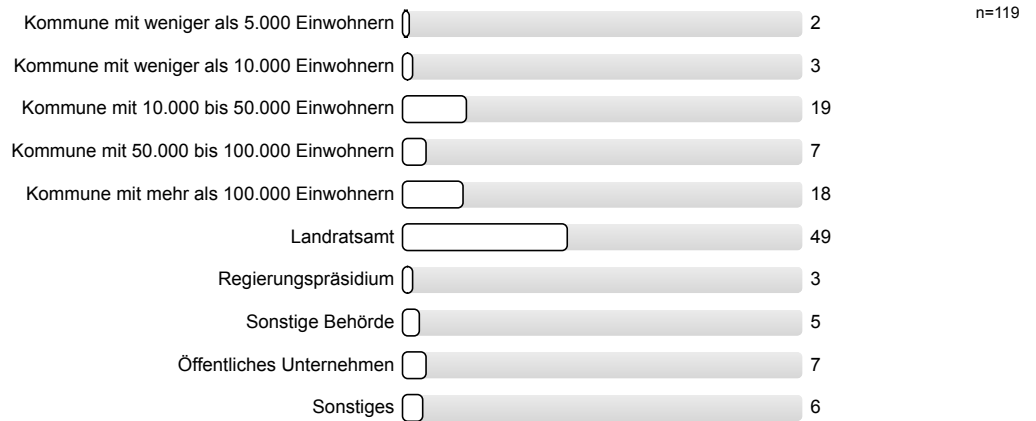 Kommune mit weniger als 5.000 Einwohnern 2 n=119
Kommune mit weniger als 10.000 Einwohnern 3
Kommune mit 10.000 bis 50.000 Einwohnern 19
Kommune mit 50.000 bis 100.000 Einwohnern 7
Kommune mit mehr als 100.000 Einwohnern 18
Landratsamt 49
Regierungspräsidium 3
Sonstige Behörde 5
Öffentliches Unternehmen 7
Sonstiges 6